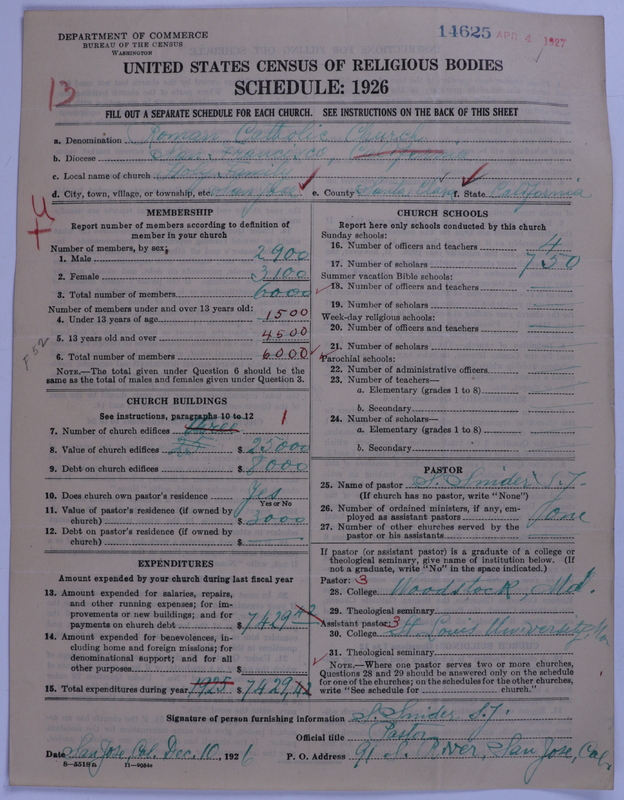 DEPARTMENT OF COMMERCE
BUREAU OF THE CENSUS
WASHINGTON
14625 APR 4 1927
UNITED STATES CENSUS OF RELIGIOUS BODIES
SCHEDULE: 1926
13
FILL OUT A SEPARATE SCHEDULE FOR EACH CHURCH. SEE INSTRUCTIONS ON THE BACK OF THIS SHEET
a. Denomination Roman Catholic Church
b. Diocese San Francisco, California
c. Local name of church Holy Family
d. City, town, village, or township, etc. San Jose e. County Santa Clara f. State California
MEMBERSHIP
Report number of members according to definition of
member in your church
Number of members, by sex:
1. Male 2900
2. Female 3100
3. Total number of members 6000
Number of members under and over 13 years old:
4. Under 13 years of age 1500
5. 13 years old and over 4500
6. Total number of members 6000
NOTE.—The total given under Question 6 should be the
same as the total of males and females given under Question 3.
CHURCH BUILDINGS
See instructions, paragraphs 10 to 12
7. Number of church edifices three 1
8. Value of church edifices 25 $ 25000
9. Debt on church edifices $ 8000
10. Does church own pastor's residence Yes
Yes or No
11. Value of pastor's residence (if owned by
church) $ 3000
12. Debt on pastor's residence (if owned by
church) $
EXPENDITURES
Amount expended by your church during last fiscal year
13. Amount expended for salaries, repairs,
and other running expenses; for im-
provements or new buildings; and for
payments on church debt $ 7429
14. Amount expended for benevolences, in-
cluding home and foreign missions; for
denominational support; and for all
other purposes $
15. Total expenditures during year 1925 $ 7429
CHURCH SCHOOLS
Report here only schools conducted by this church
Sunday schools:
16. Number of officers and teachers 4
17. Number of scholars 750
Summer vacation Bible schools:
18. Number of officers and teachers
19. Number of scholars
Week-day religious schools:
20. Number of officers and teachers
21. Number of scholars
Parochial schools:
22. Number of administrative officers
23. Number of teachers—
a. Elementary (grades 1 to 8)
b. Secondary
24. Number of scholars—
a. Elementary (grades 1 to 8)
b. Secondary
PASTOR
25. Name of pastor S. Snider S.J.
(If church has no pastor, write "None")
26. Number of ordained ministers, if any, em-
ployed as assistant pastors One
27. Number of other churches served by the
pastor or his assistants
If pastor (or assistant pastor) is a graduate of a college or
theological seminary, give name of institution below. (If
not a graduate, write "No" in the space indicated.)
Pastor: 3
28. College Woodstock, Md.
29. Theological seminary
Assistant pastor: 3
30. College St. Louis University, Mo
31. Theological seminary
NOTE.—Where one pastor serves two or more churches,
Questions 28 and 29 should be answered only on the schedule
for one of the churches; on the schedules for the other churches,
write "See schedule for church."
Signature of person furnishing information S. Snider S.J.
Official title Pastor
Date San Jose, Cal. Dec. 10, 1926 P. O. Address 91 S. River, San Jose, Cal.